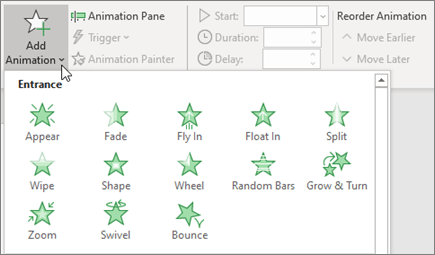 Add
Animation
Animation Pane
Trigger
Animation Painter
Start:
Duration:
Delay:
Reorder Animation
Move Earlier
Move Later
Entrance
Appear
Fade
Fly In
Float In
Split
Wipe
Shape
Wheel
Random Bars
Grow & Turn
Zoom
Swivel
Bounce